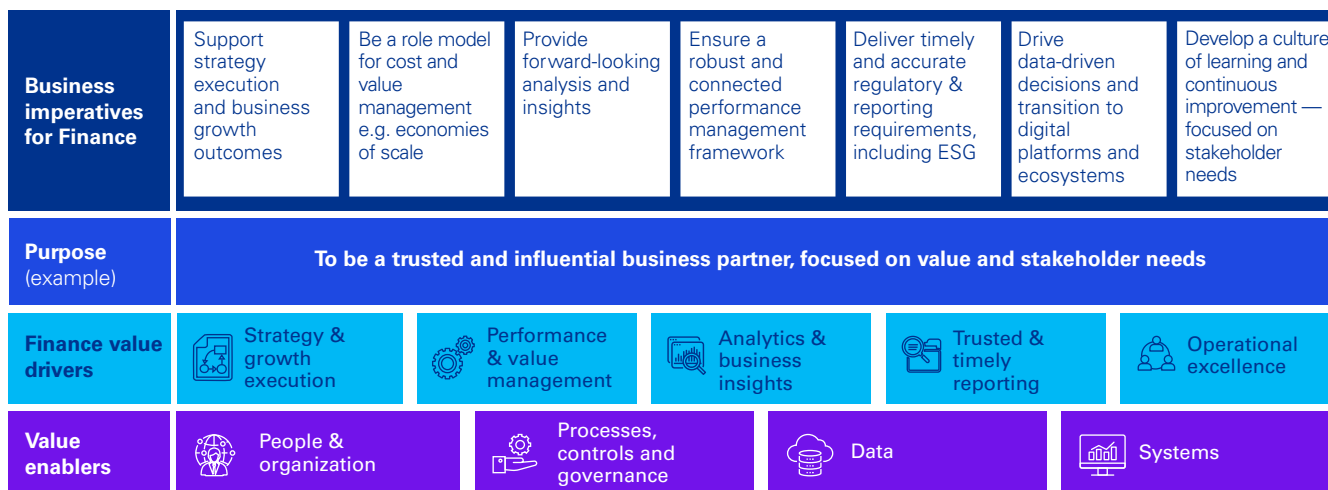 Business
imperatives
for Finance
Support
strategy
execution
and business
growth
outcomes
Be a role model
for cost and
value
management
e.g. economies
of scale
Provide
forward-looking
analysis and
insights
Ensure a
robust and
connected
performance
management
framework
Deliver timely
and accurate
regulatory &
reporting
requirements,
including ESG
Drive
data-driven
decisions and
transition to
digital
platforms and
ecosystems
Develop a culture
of learning and
continuous
improvement —
focused on
stakeholder
needs
Purpose
(example)
To be a trusted and influential business partner, focused on value and stakeholder needs
Finance value
drivers
Strategy &
growth
execution
Performance
& value
management
Analytics &
business
insights
Trusted &
timely
reporting
Operational
excellence
Value
enablers
People &
organization
Processes,
controls and
governance
Data
Systems